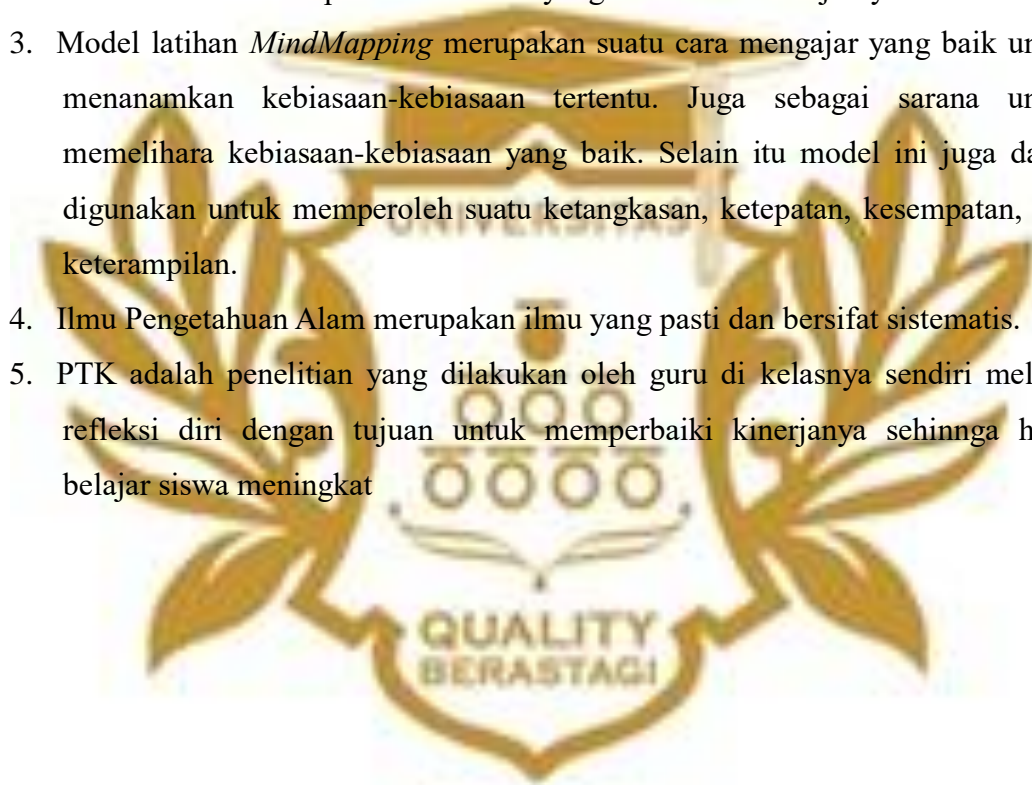 3. Model latihan MindMapping merupakan suatu cara mengajar yang baik un
menanamkan kebiasaan-kebiasaan tertentu. Juga sebagai sarana un
memelihara kebiasaan-kebiasaan yang baik. Selain itu model ini juga da
digunakan untuk memperoleh suatu ketangkasan, ketepatan, kesempatan,
keterampilan.
UNIVERSITAS
4. Ilmu Pengetahuan Alam merupakan ilmu yang pasti dan bersifat sistematis.
5. PTK adalah penelitian yang dilakukan oleh guru di kelasnya sendiri mel
refleksi diri dengan tujuan untuk memperbaiki kinerjanya sehinnga h
belajar siswa meningkat
QUALITY
BERASTAGI